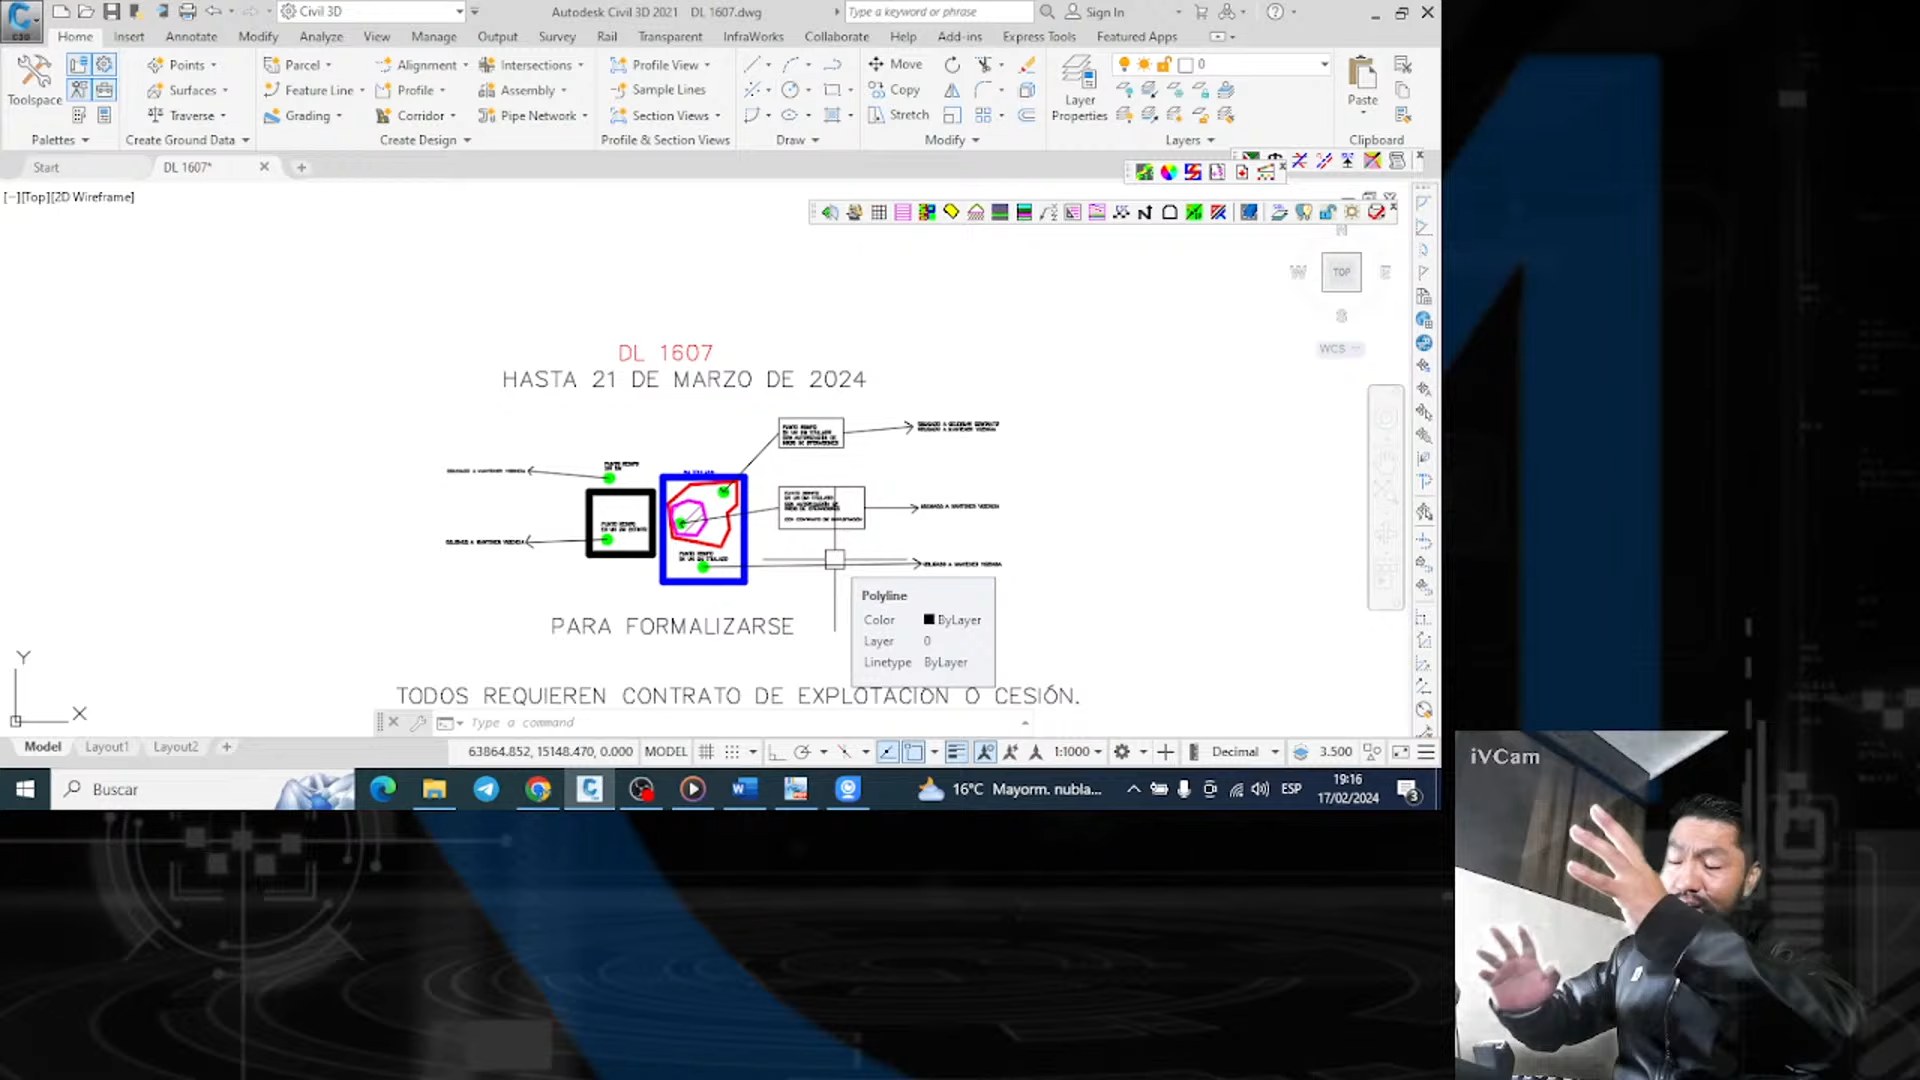 Civil 3D
Autodesk Civil 3D 2021 DL 1607.dwg
Type a keyword or phrase
Sign In
C3D
Home Insert Annotate Modify Analyze View Manage Output Survey Rail Transparent InfraWorks Collaborate Help Add-ins Express Tools Featured Apps
Toolspace
Points
Surfaces
Traverse
Parcel
Feature Line
Grading
Alignment
Profile
Corridor
Intersections
Assembly
Pipe Network
Profile View
Sample Lines
Section Views
Move
Copy
Stretch
Layer Properties
0
Paste
Palettes
Create Ground Data
Create Design
Profile & Section Views
Draw
Modify
Layers
Clipboard
Start
DL 1607*
[−][Top][2D Wireframe]
N
W TOP E
S
WCS
DL 1607
HASTA 21 DE MARZO DE 2024
PARA FORMALIZARSE
TODOS REQUIEREN CONTRATO DE EXPLOTACIÓN O CESIÓN.
Polyline
Color ByLayer
Layer 0
Linetype ByLayer
Y
X
Type a command
Model Layout1 Layout2
63864.852, 15148.470, 0.000 MODEL
1:1000
Decimal
3.500
Buscar
16°C Mayorm. nubla...
ESP
19:16
17/02/2024
3
iVCam